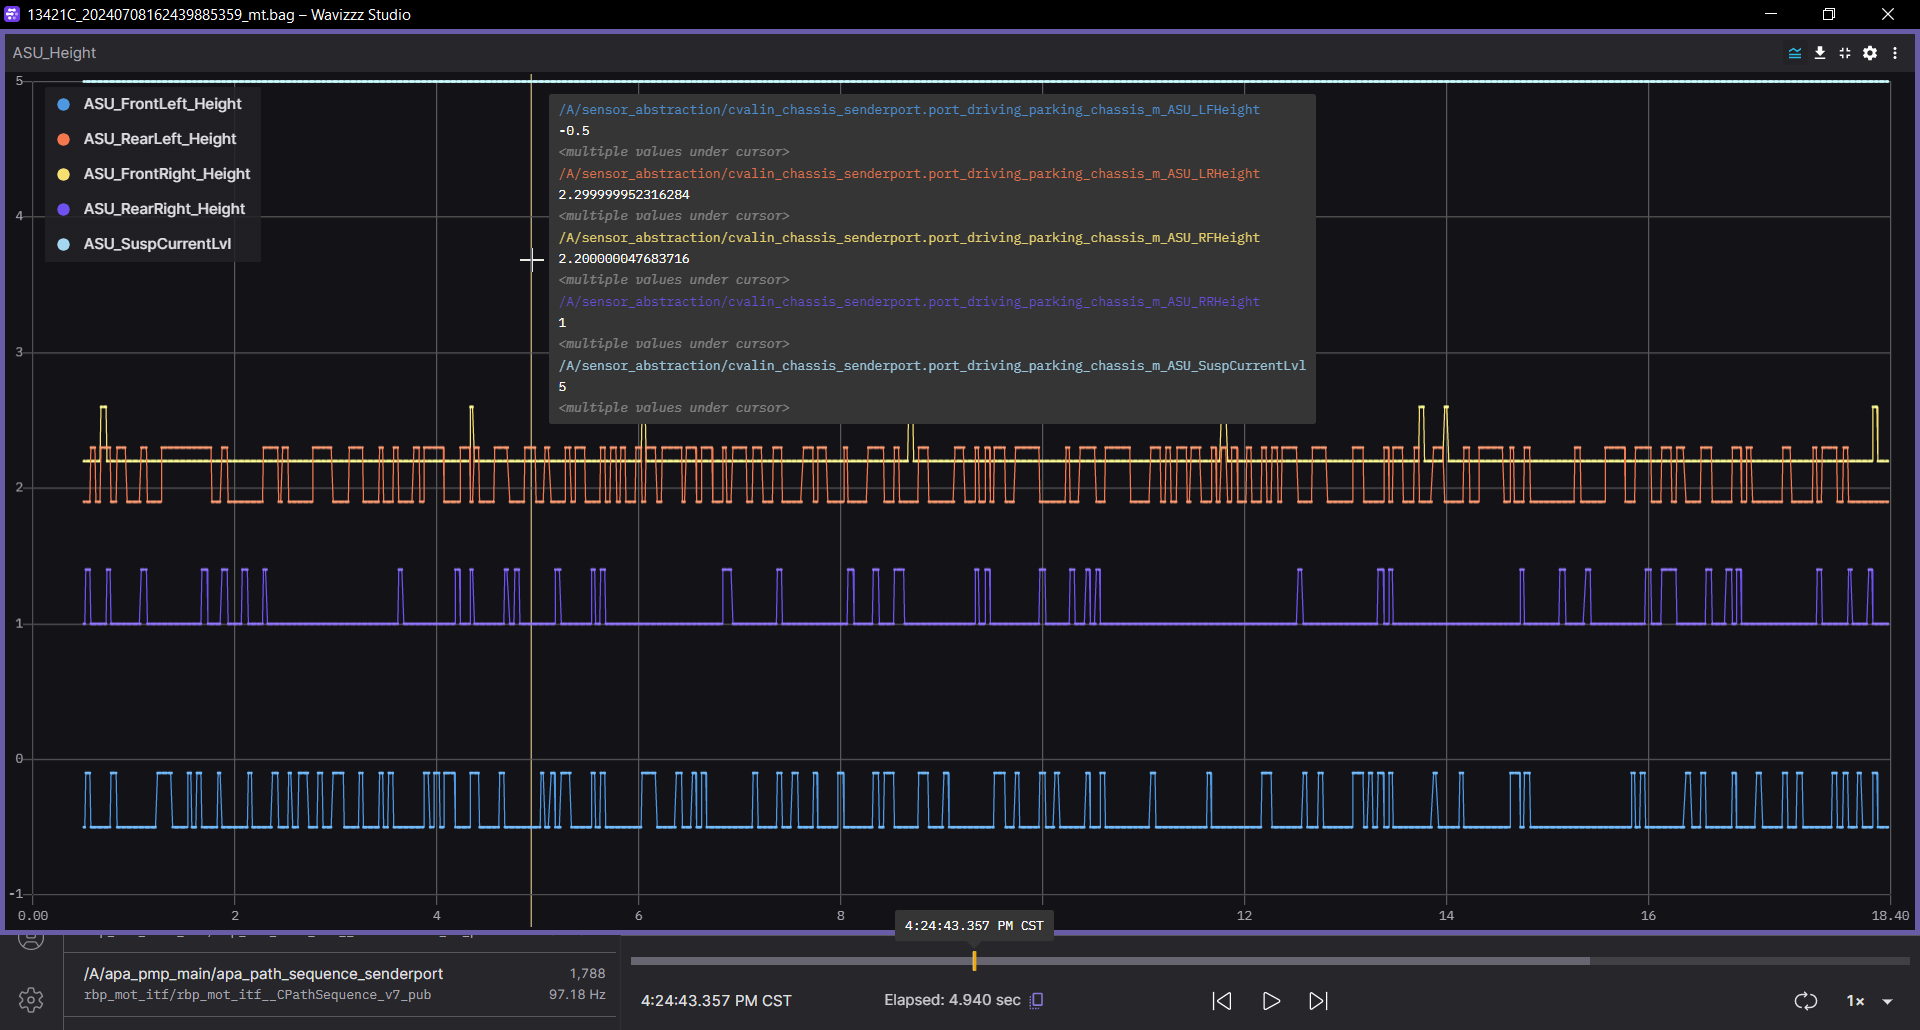 13421C_20240708162439885359_mt.bag – Wavizzz Studio
ASU_Height
5
ASU_FrontLeft_Height
ASU_RearLeft_Height
ASU_FrontRight_Height
ASU_RearRight_Height
ASU_SuspCurrentLvl
/A/sensor_abstraction/cvalin_chassis_senderport.port_driving_parking_chassis_m_ASU_LFHeight
-0.5
<multiple values under cursor>
/A/sensor_abstraction/cvalin_chassis_senderport.port_driving_parking_chassis_m_ASU_LRHeight
2.299999952316284
<multiple values under cursor>
/A/sensor_abstraction/cvalin_chassis_senderport.port_driving_parking_chassis_m_ASU_RFHeight
2.200000047683716
<multiple values under cursor>
/A/sensor_abstraction/cvalin_chassis_senderport.port_driving_parking_chassis_m_ASU_RRHeight
1
<multiple values under cursor>
/A/sensor_abstraction/cvalin_chassis_senderport.port_driving_parking_chassis_m_ASU_SuspCurrentLvl
5
<multiple values under cursor>
4
3
2
1
0
-1
0.00 2 4 6 8 12 14 16 18.40
4:24:43.357 PM CST
/A/apa_pmp_main/apa_path_sequence_senderport 1,788
rbp_mot_itf/rbp_mot_itf__CPathSequence_v7_pub 97.18 Hz
4:24:43.357 PM CST Elapsed: 4.940 sec 1×